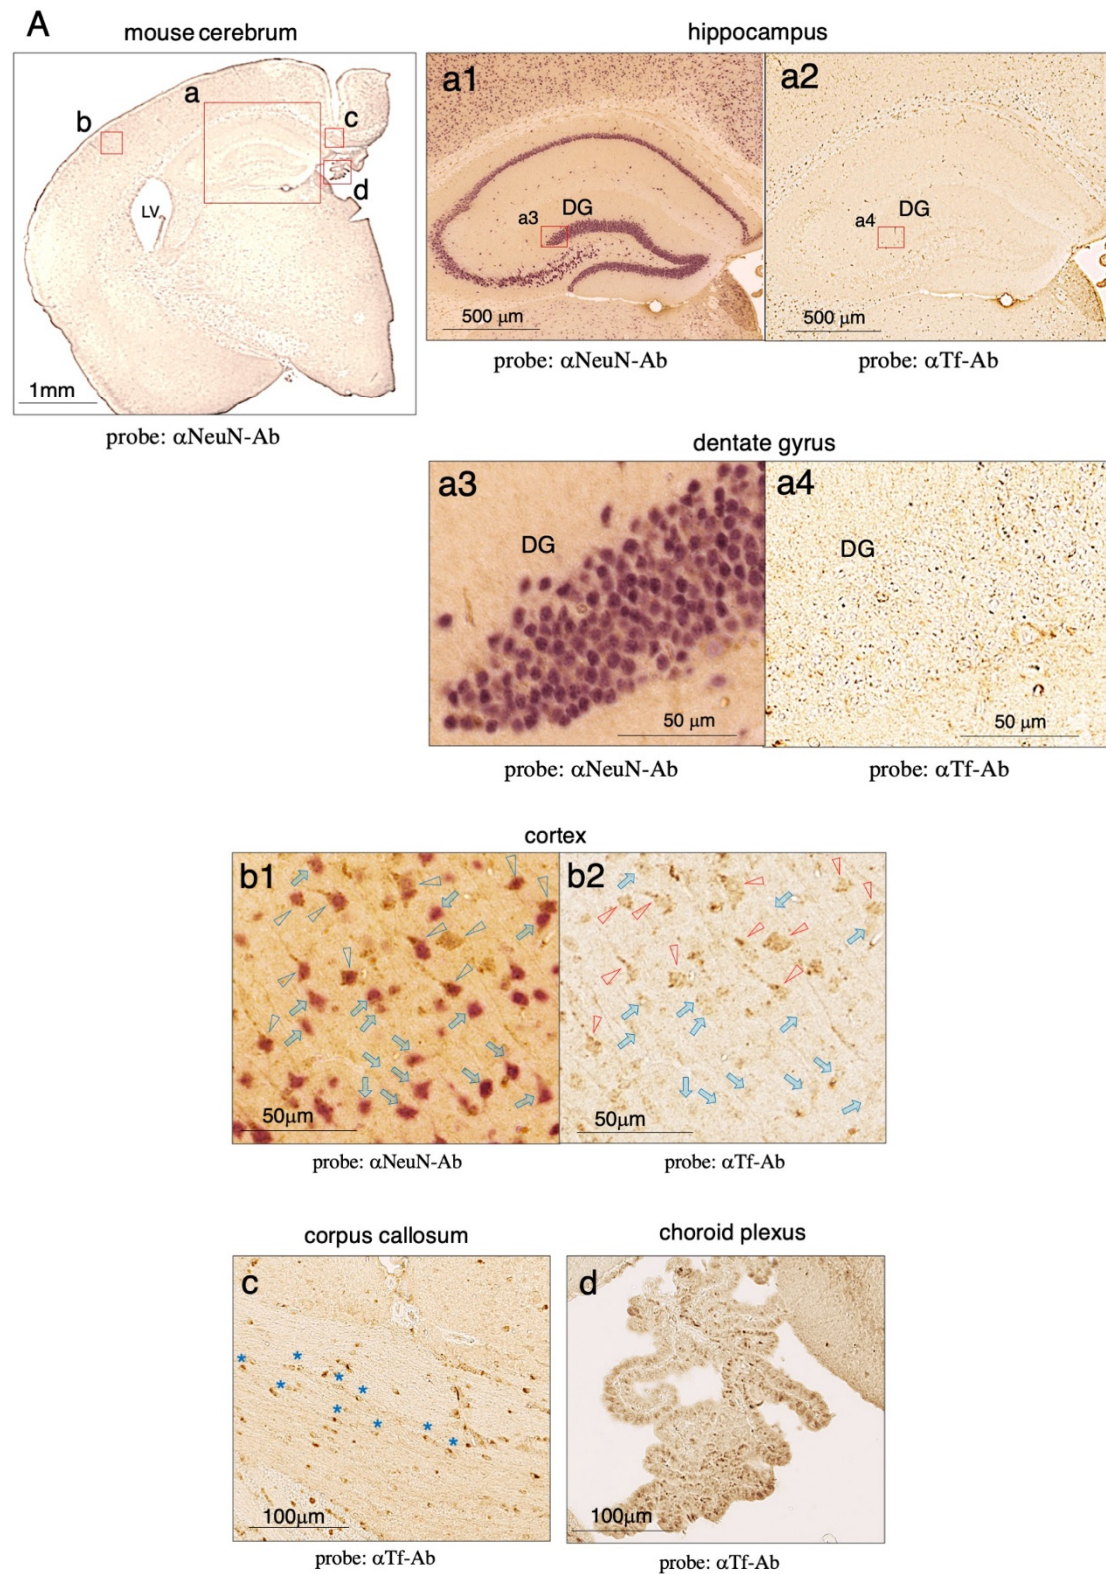 A
mouse cerebrum
hippocampus
a
b
c
d
LV
1mm
probe: αNeuN-Ab
a1
DG
a3
500 μm
probe: αNeuN-Ab
a2
DG
a4
500 μm
probe: αTf-Ab
dentate gyrus
a3
DG
50 μm
probe: αNeuN-Ab
a4
DG
50 μm
probe: αTf-Ab
cortex
b1
50μm
probe: αNeuN-Ab
b2
50μm
probe: αTf-Ab
corpus callosum
c
* * * * * * * * *
100μm
probe: αTf-Ab
choroid plexus
d
100μm
probe: αTf-Ab